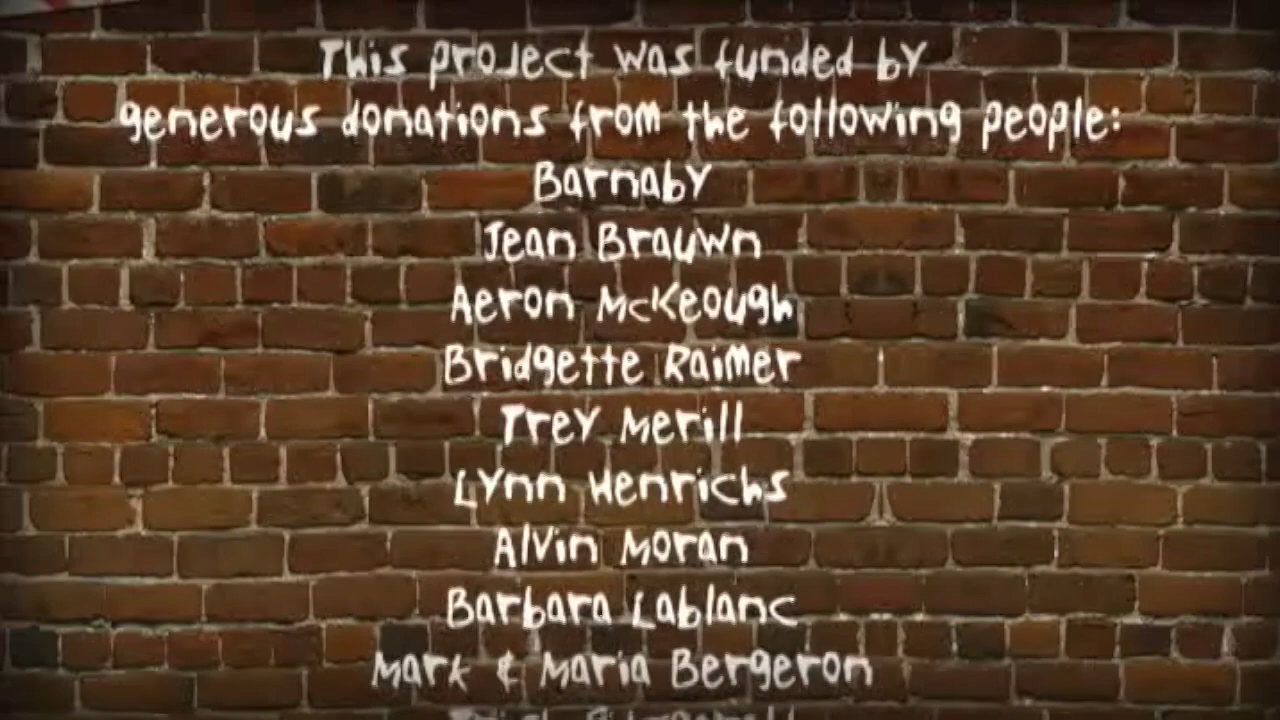 This project was funded by
generous donations from the following people:
Barnaby
Jean Brauwn
Aeron McKeough
Bridgette Raimer
Trey Merill
Lynn Henrichs
Alvin Moran
Barbara Lablanc
Mark & Maria Bergeron